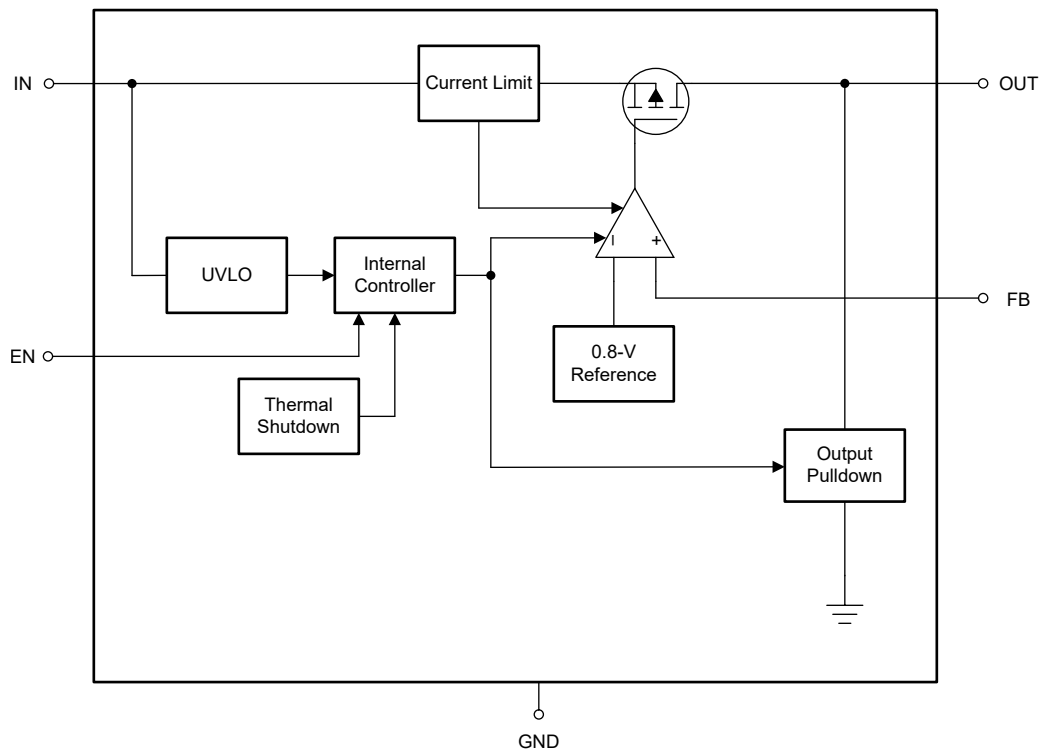 IN
Current Limit
OUT
UVLO
Internal
Controller
–
+
FB
EN
0.8-V
Reference
Thermal
Shutdown
Output
Pulldown
GND